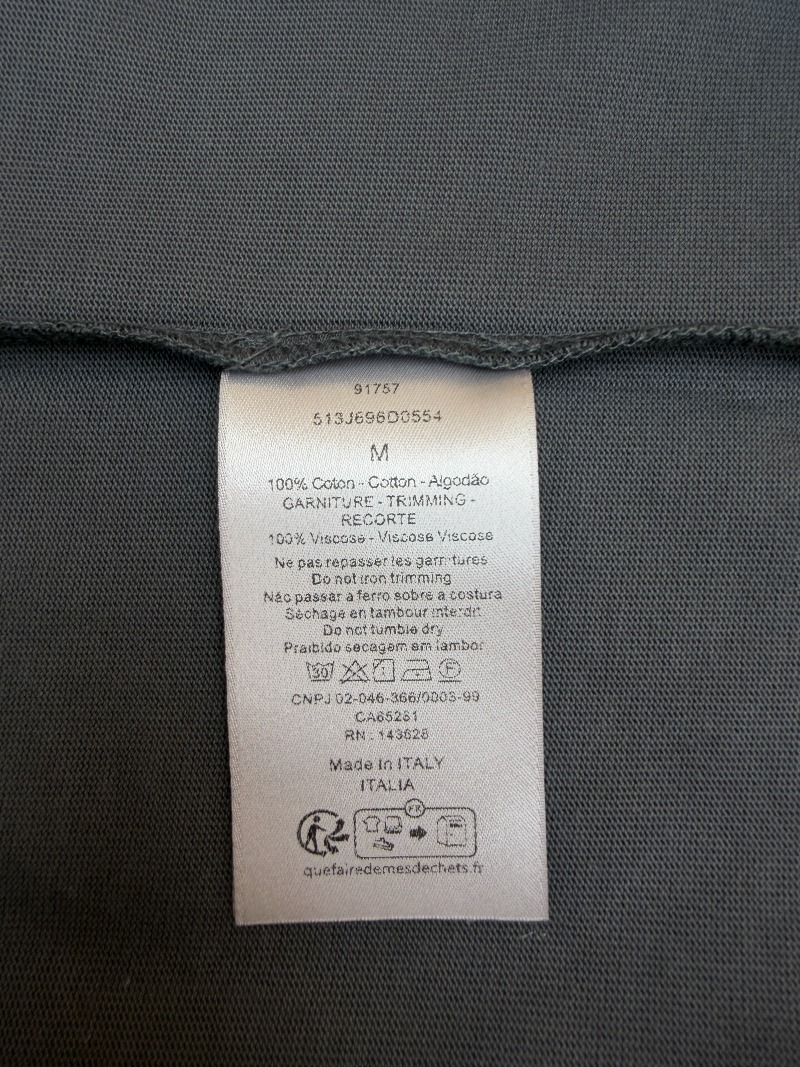 91757
513J696D0554
M
100% Coton - Cotton - Algodão
GARNITURE - TRIMMING -
RECORTE
100% Viscose - Viscose Viscose
Ne pas repasser les garnitures
Do not iron trimming
Não passar a ferro sobre a costura
Séchage en tambour interdit
Do not tumble dry
Praibido secagem em tambor
30 F
CNPJ 02-046-366/0003-99
CA65281
RN : 143628
Made In ITALY
ITALIA
FR
quefairedemesdechets.fr